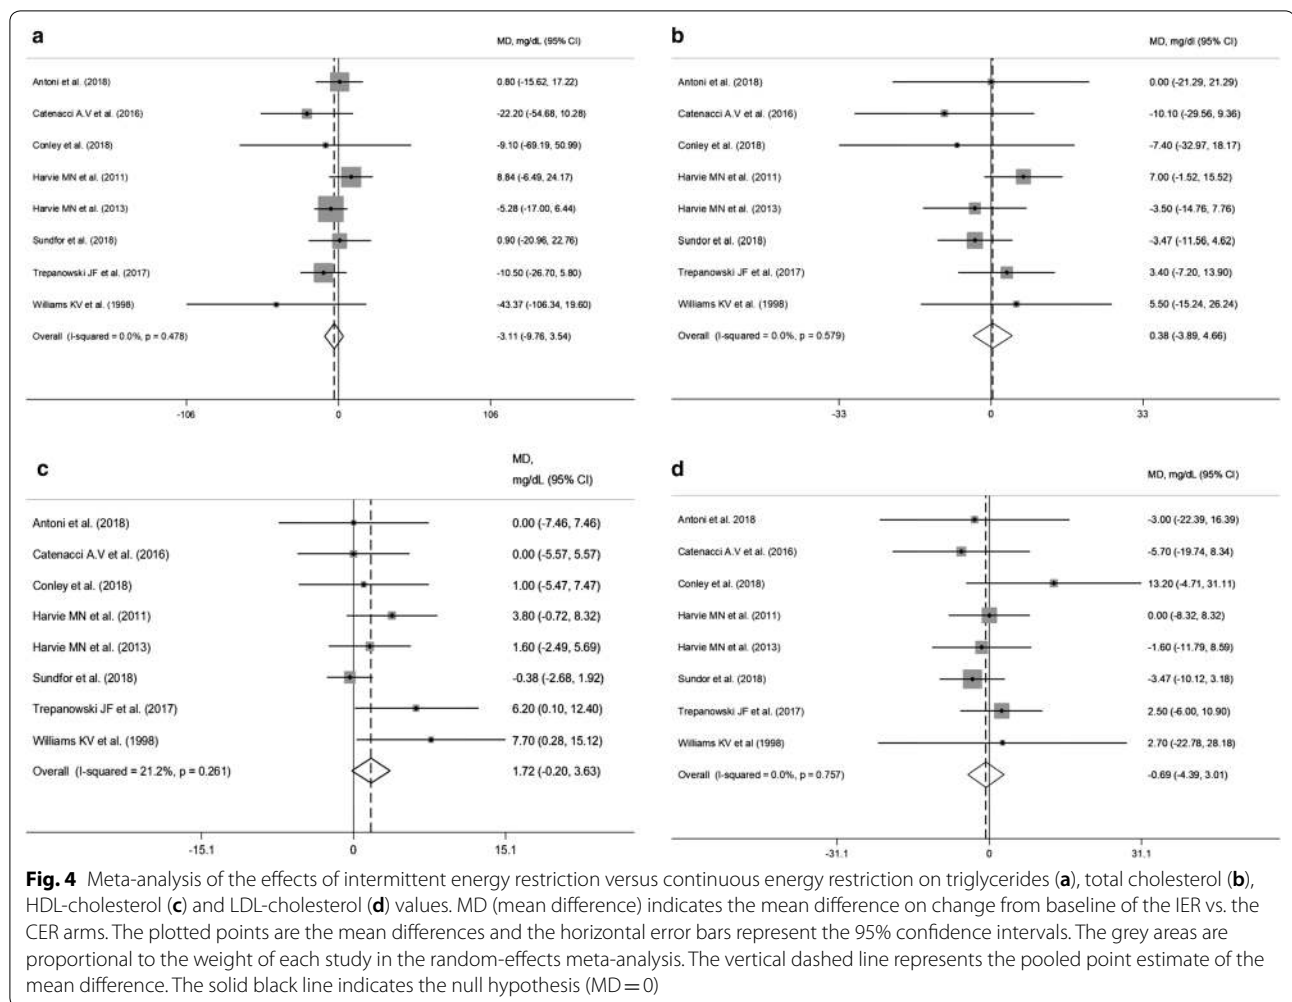 a
MD, mg/dL (95% CI)
Antoni et al. (2018) 0.80 (-15.62, 17.22)
Catenacci A.V et al. (2016) -22.20 (-54.68, 10.28)
Conley et al. (2018) -9.10 (-69.19, 50.99)
Harvie MN et al. (2011) 8.84 (-6.49, 24.17)
Harvie MN et al. (2013) -5.28 (-17.00, 6.44)
Sundfor et al. (2018) 0.90 (-20.96, 22.76)
Trepanowski JF et al. (2017) -10.50 (-26.70, 5.80)
Williams KV et al. (1998) -43.37 (-106.34, 19.60)
Overall (I-squared = 0.0%, p = 0.478) -3.11 (-9.76, 3.54)
-106 0 106
b
MD, mg/dl (95% CI)
Antoni et al. (2018) 0.00 (-21.29, 21.29)
Catenacci A.V et al. (2016) -10.10 (-29.56, 9.36)
Conley et al. (2018) -7.40 (-32.97, 18.17)
Harvie MN et al. (2011) 7.00 (-1.52, 15.52)
Harvie MN et al. (2013) -3.50 (-14.76, 7.76)
Sundor et al. (2018) -3.47 (-11.56, 4.62)
Trepanowski JF et al. (2017) 3.40 (-7.20, 13.90)
Williams KV et al. (1998) 5.50 (-15.24, 26.24)
Overall (I-squared = 0.0%, p = 0.579) 0.38 (-3.89, 4.66)
-33 0 33
c
MD,
mg/dL (95% CI)
Antoni et al. (2018) 0.00 (-7.46, 7.46)
Catenacci A.V et al. (2016) 0.00 (-5.57, 5.57)
Conley et al. (2018) 1.00 (-5.47, 7.47)
Harvie MN et al. (2011) 3.80 (-0.72, 8.32)
Harvie MN et al. (2013) 1.60 (-2.49, 5.69)
Sundfor et al. (2018) -0.38 (-2.68, 1.92)
Trepanowski JF et al. (2017) 6.20 (0.10, 12.40)
Williams KV et al. (1998) 7.70 (0.28, 15.12)
Overall (I-squared = 21.2%, p = 0.261) 1.72 (-0.20, 3.63)
-15.1 0 15.1
d
MD, mg/dL (95% CI)
Antoni et al. 2018 -3.00 (-22.39, 16.39)
Catenacci A.V et al. (2016) -5.70 (-19.74, 8.34)
Conley et al. (2018) 13.20 (-4.71, 31.11)
Harvie MN et al. (2011) 0.00 (-8.32, 8.32)
Harvie MN et al. (2013) -1.60 (-11.79, 8.59)
Sundor et al. (2018) -3.47 (-10.12, 3.18)
Trepanowski JF et al. (2017) 2.50 (-6.00, 10.90)
Williams KV et al (1998) 2.70 (-22.78, 28.18)
Overall (I-squared = 0.0%, p = 0.757) -0.69 (-4.39, 3.01)
-31.1 0 31.1
Fig. 4 Meta-analysis of the effects of intermittent energy restriction versus continuous energy restriction on triglycerides (a), total cholesterol (b),
HDL-cholesterol (c) and LDL-cholesterol (d) values. MD (mean difference) indicates the mean difference on change from baseline of the IER vs. the
CER arms. The plotted points are the mean differences and the horizontal error bars represent the 95% confidence intervals. The grey areas are
proportional to the weight of each study in the random-effects meta-analysis. The vertical dashed line represents the pooled point estimate of the
mean difference. The solid black line indicates the null hypothesis (MD = 0)